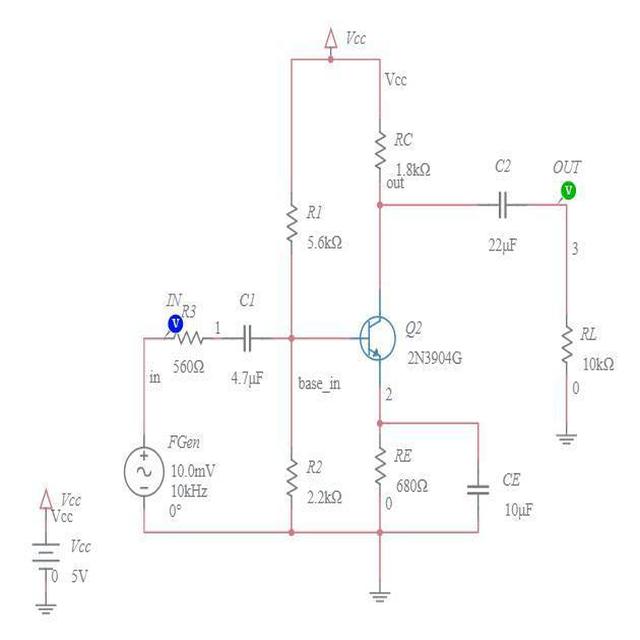 Vcc
Vcc
RC
1.8kΩ
out
C2
22μF
OUT
V
3
R1
5.6kΩ
IN
V
R3
560Ω
1
C1
4.7μF
in
base_in
Q2
2N3904G
2
RL
10kΩ
0
FGen
10.0mV
10kHz
0°
R2
2.2kΩ
RE
680Ω
0
CE
10μF
Vcc
Vcc
Vcc
0 5V